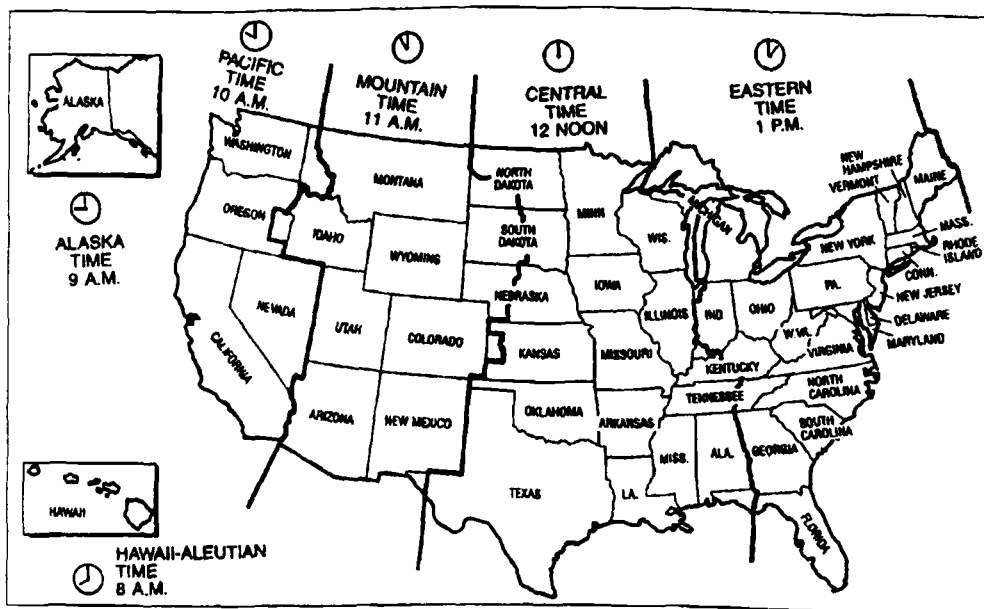 PACIFIC
TIME
10 A.M.
MOUNTAIN
TIME
11 A.M.
CENTRAL
TIME
12 NOON
EASTERN
TIME
1 P.M.
ALASKA
ALASKA
TIME
9 A.M.
WASHINGTON
OREGON
IDAHO
MONTANA
WYOMING
NEVADA
UTAH
COLORADO
CALIFORNIA
ARIZONA
NEW MEXICO
NORTH
DAKOTA
SOUTH
DAKOTA
NEBRASKA
KANSAS
OKLAHOMA
TEXAS
MINN
IOWA
MISSOURI
ARKANSAS
LA.
WIS.
ILLINOIS
MICHIGAN
IND
OHIO
KENTUCKY
TENNESSEE
MISS.
ALA.
GEORGIA
FLORIDA
SOUTH
CAROLINA
NORTH
CAROLINA
VIRGINIA
W.VA.
PA.
NEW YORK
NEW
HAMPSHIRE
VERMONT
MAINE
MASS.
RHODE
ISLAND
CONN.
NEW JERSEY
DELAWARE
MARYLAND
HAWAII
HAWAII-ALEUTIAN
TIME
8 A.M.